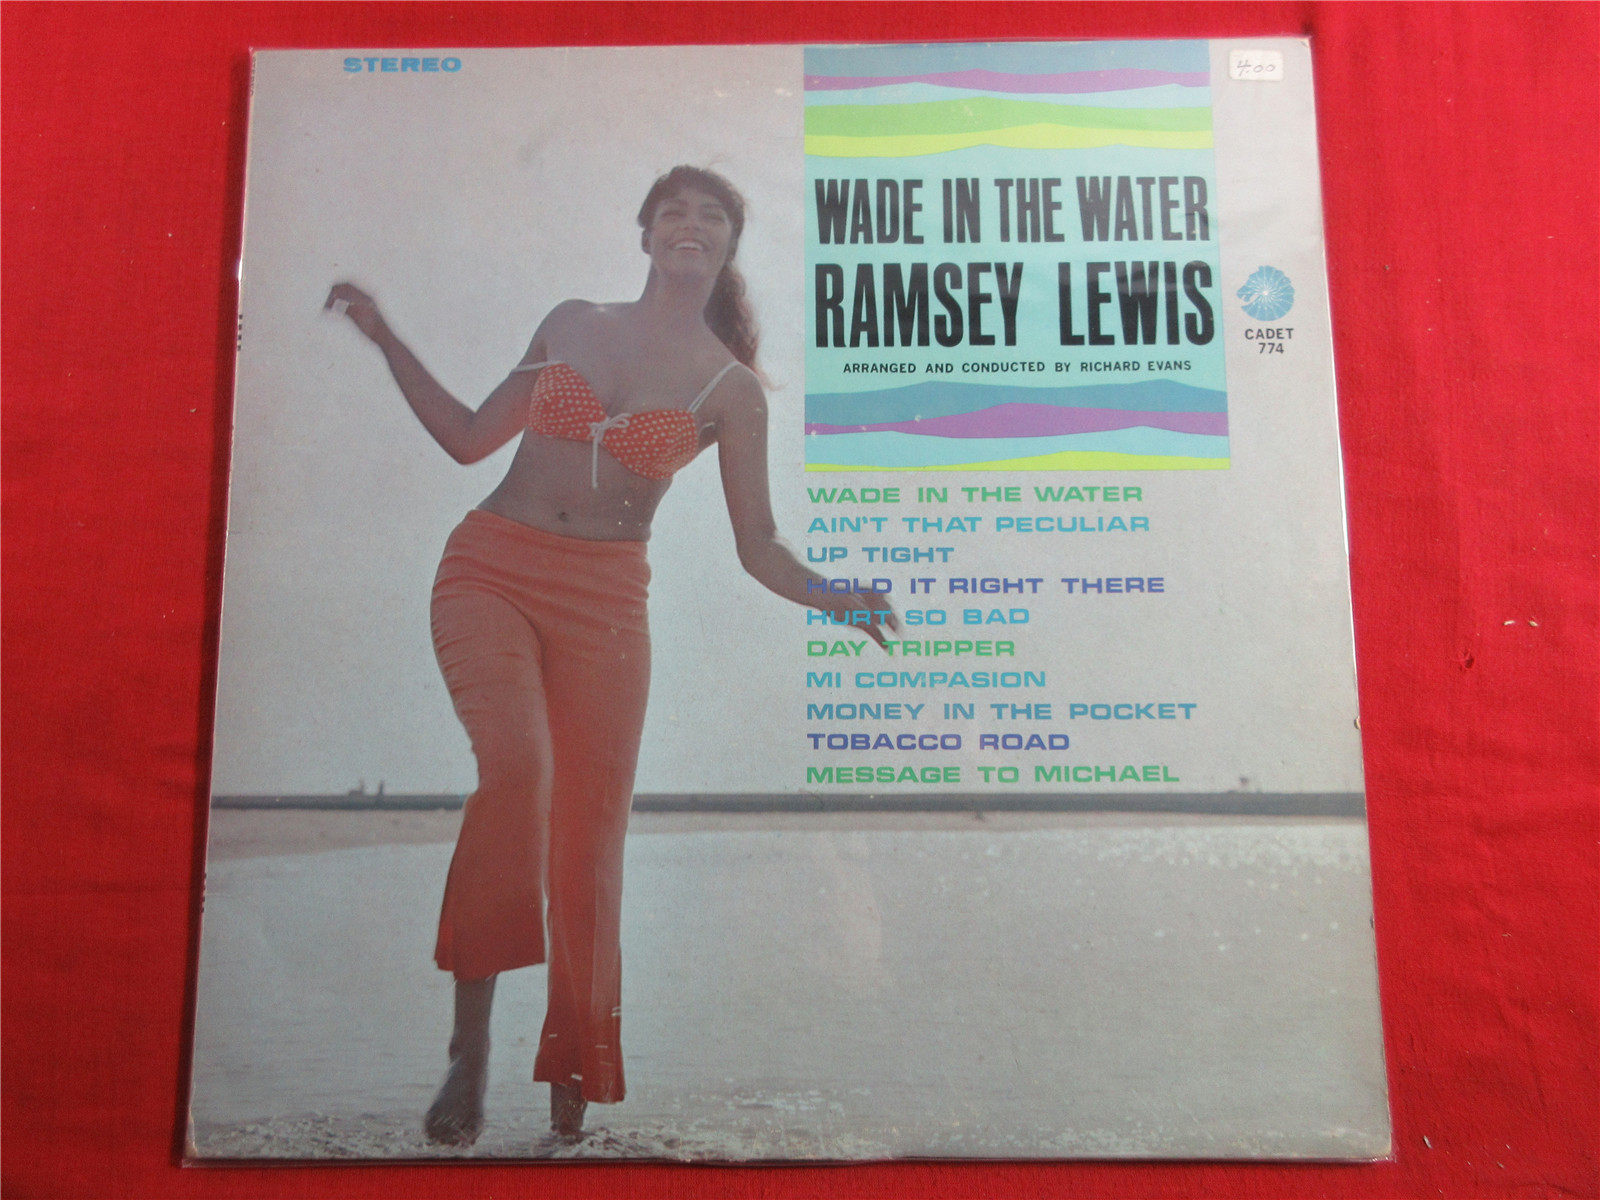 STEREO
4.00
WADE IN THE WATER
RAMSEY LEWIS
ARRANGED AND CONDUCTED BY RICHARD EVANS
CADET
774
WADE IN THE WATER
AIN'T THAT PECULIAR
UP TIGHT
HOLD IT RIGHT THERE
HURT SO BAD
DAY TRIPPER
MI COMPASION
MONEY IN THE POCKET
TOBACCO ROAD
MESSAGE TO MICHAEL